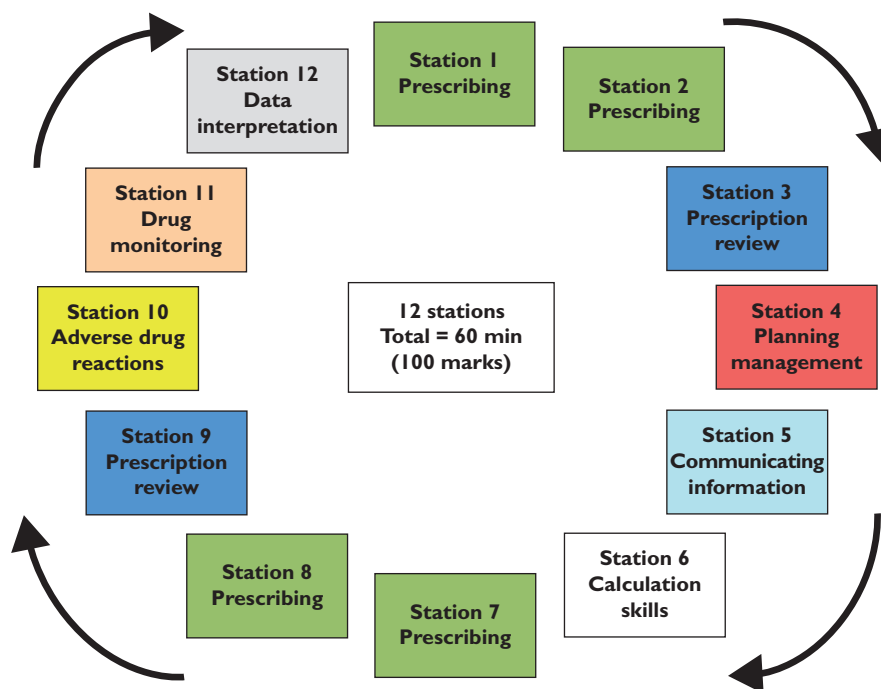 Station 1
Prescribing
Station 2
Prescribing
Station 3
Prescription
review
Station 4
Planning
management
Station 5
Communicating
information
Station 6
Calculation
skills
Station 7
Prescribing
Station 8
Prescribing
Station 9
Prescription
review
Station 10
Adverse drug
reactions
Station 11
Drug
monitoring
Station 12
Data
interpretation
12 stations
Total = 60 min
(100 marks)